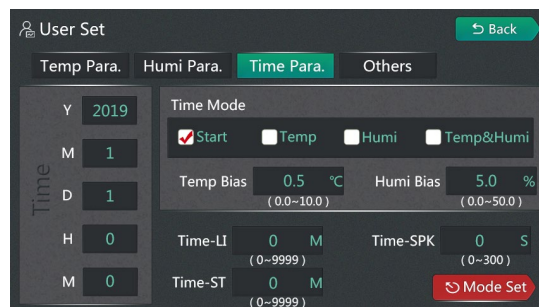 User Set
Back
Temp Para. Humi Para. Time Para. Others
Time
Y 2019
M 1
D 1
H 0
M 0
Time Mode
Start Temp Humi Temp&Humi
Temp Bias 0.5 ℃ Humi Bias 5.0 %
(0.0~10.0) (0.0~50.0)
Time-LI 0 M Time-SPK 0 S
(0~9999) (0~300)
Time-ST 0 M Mode Set
(0~9999)